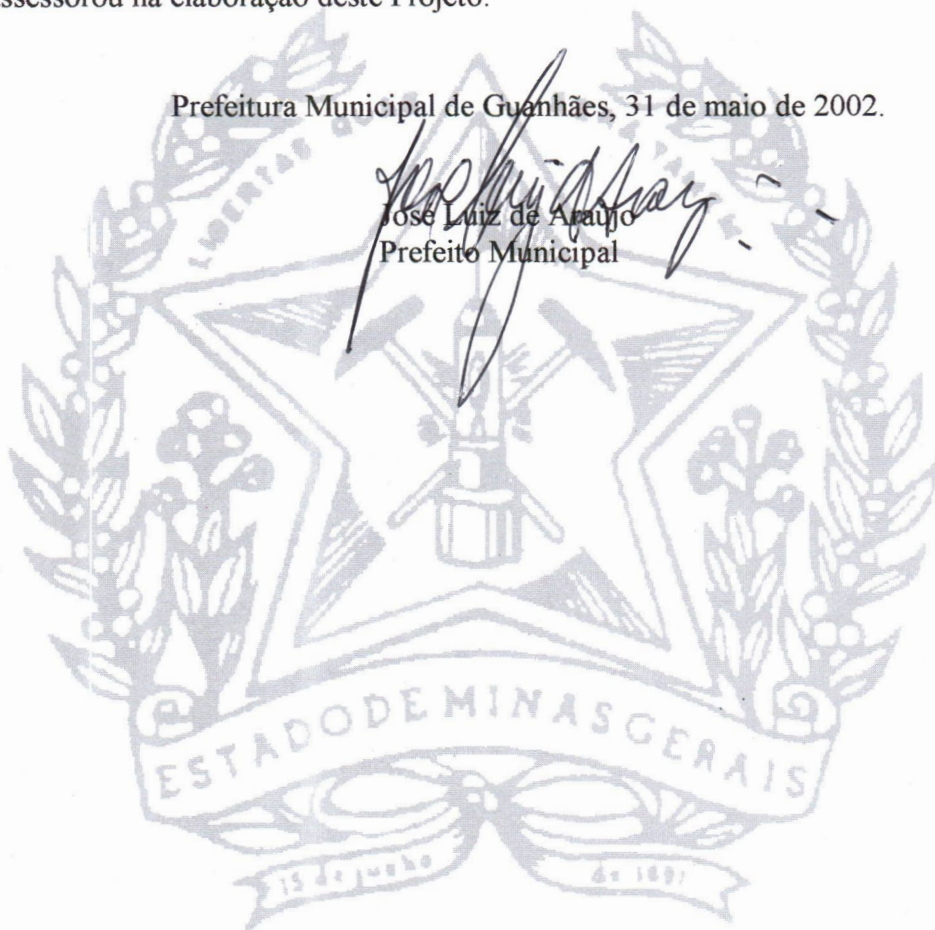 assessorou na elaboração deste Projeto.
Prefeitura Municipal de Guanhães, 31 de maio de 2002.
José Luiz de Araújo
Prefeito Municipal
LIBERTAS
ESTADO DE MINAS GERAIS
15 de junho de 1891